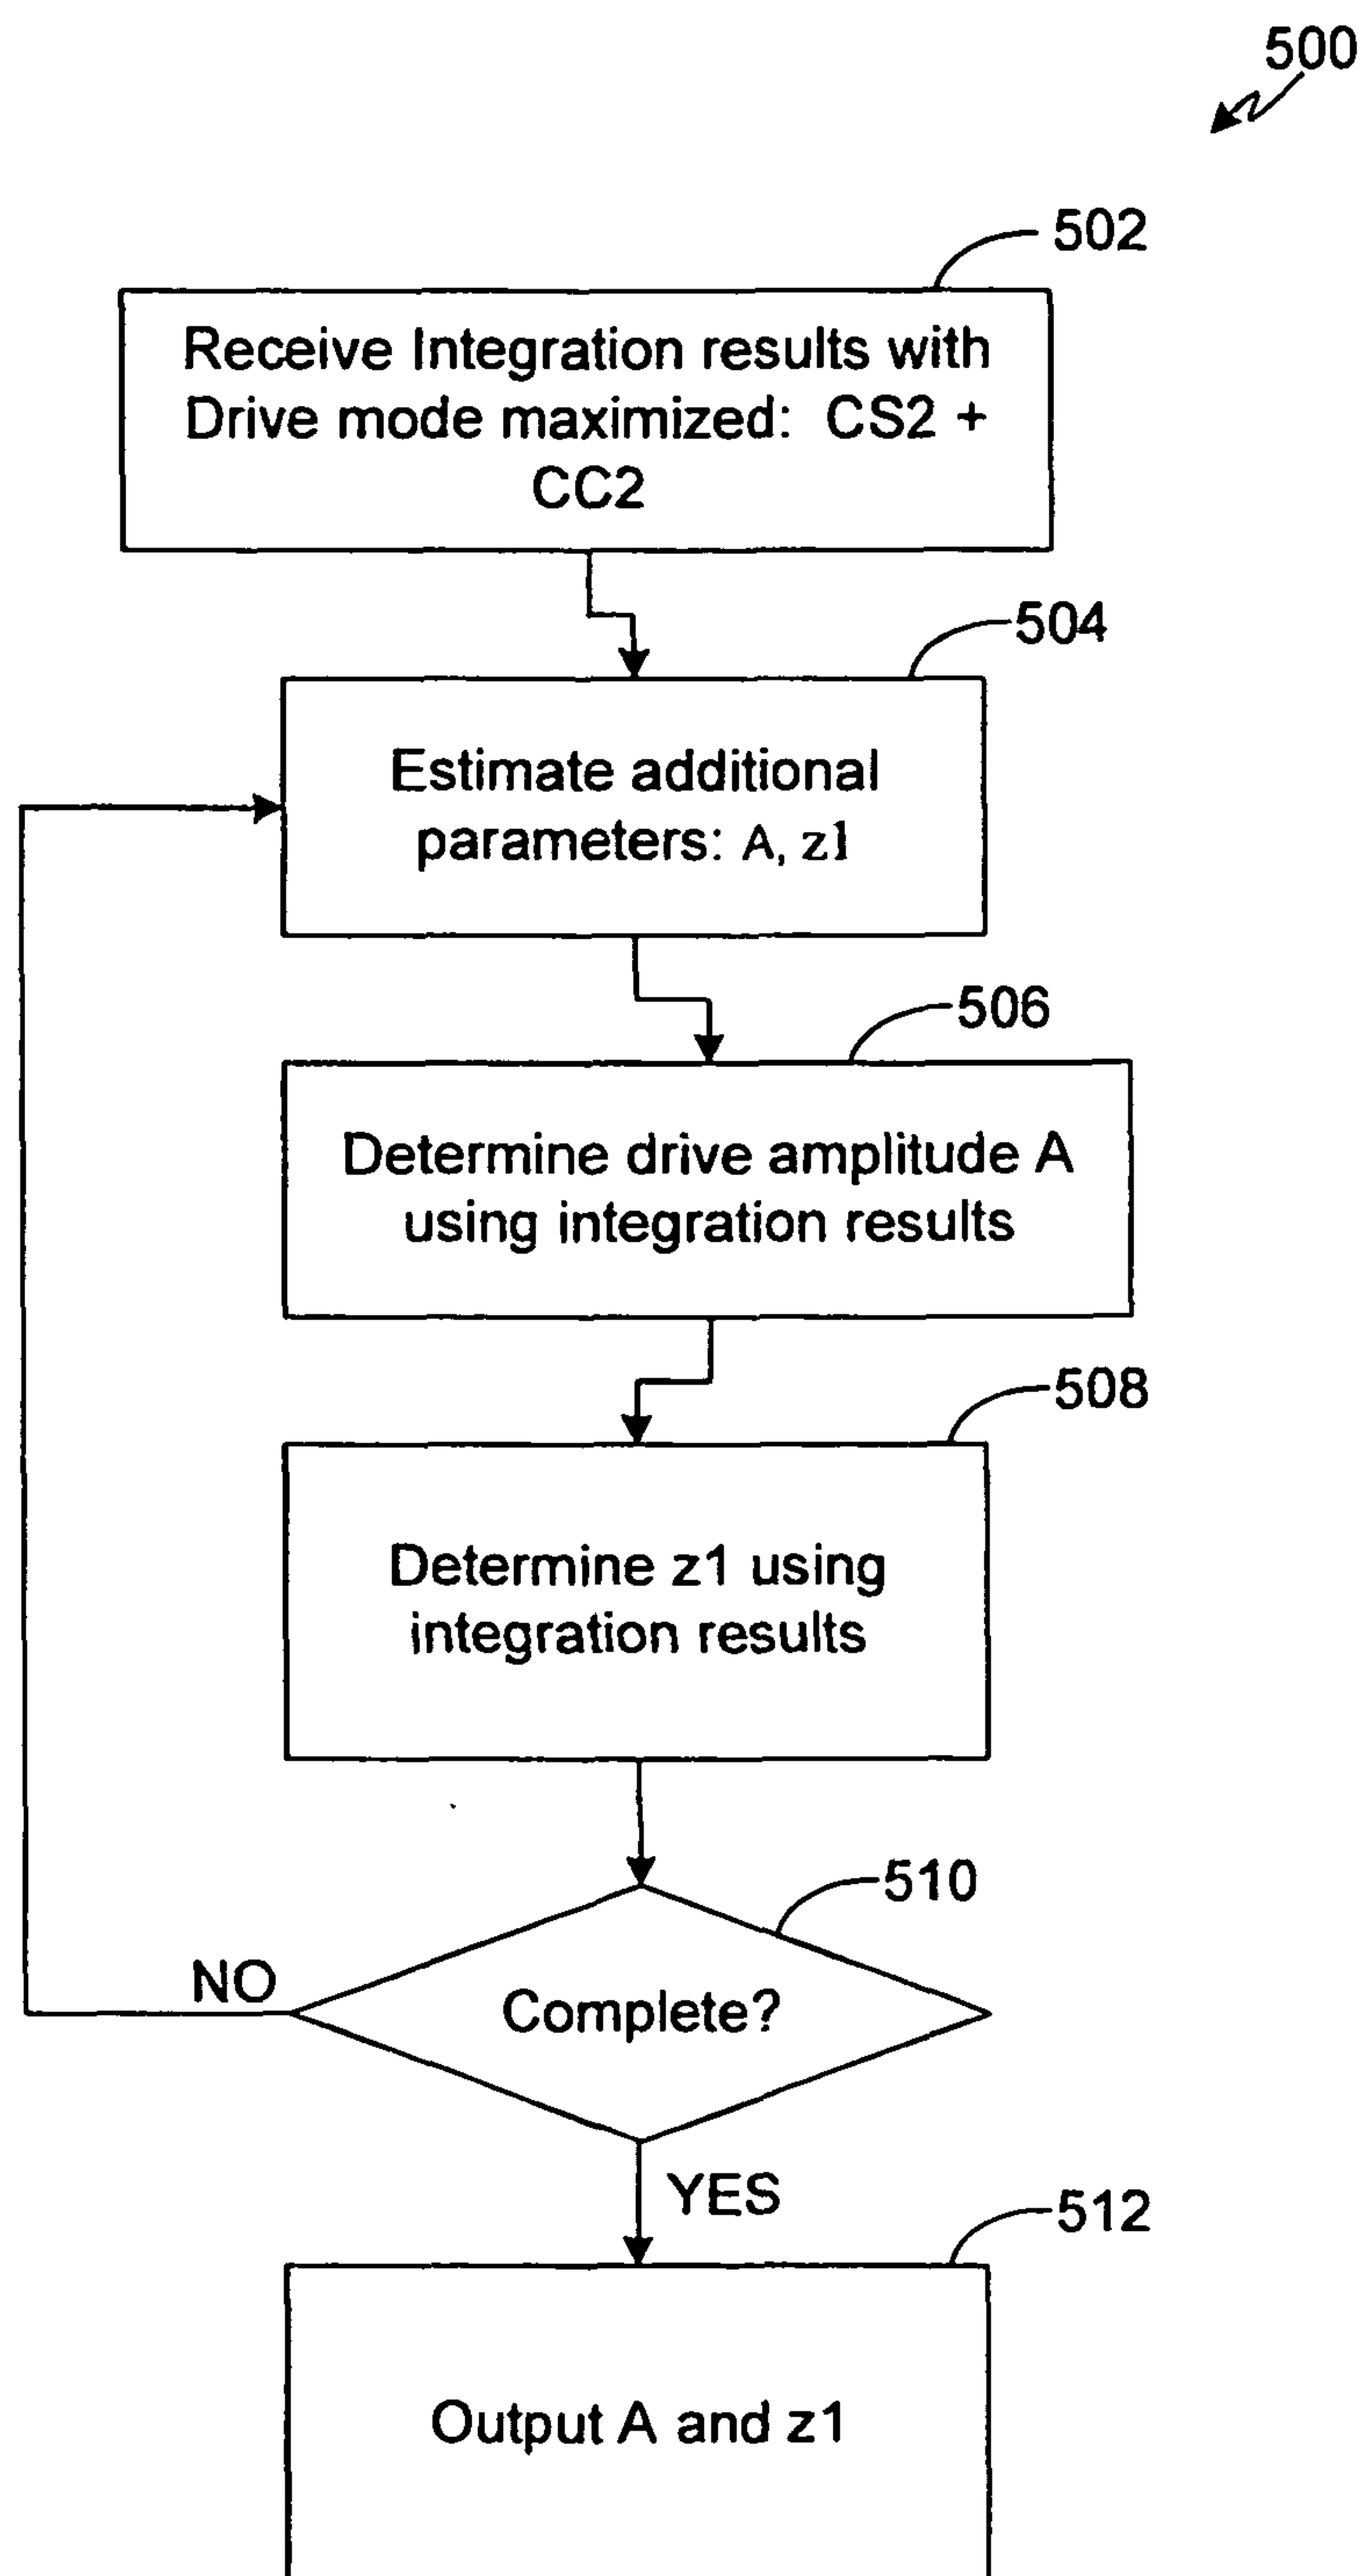 500
502
Receive Integration results with
Drive mode maximized: CS2 +
CC2
504
Estimate additional
parameters: A, z1
506
Determine drive amplitude A
using integration results
508
Determine z1 using
integration results
510
NO
Complete?
YES
512
Output A and z1